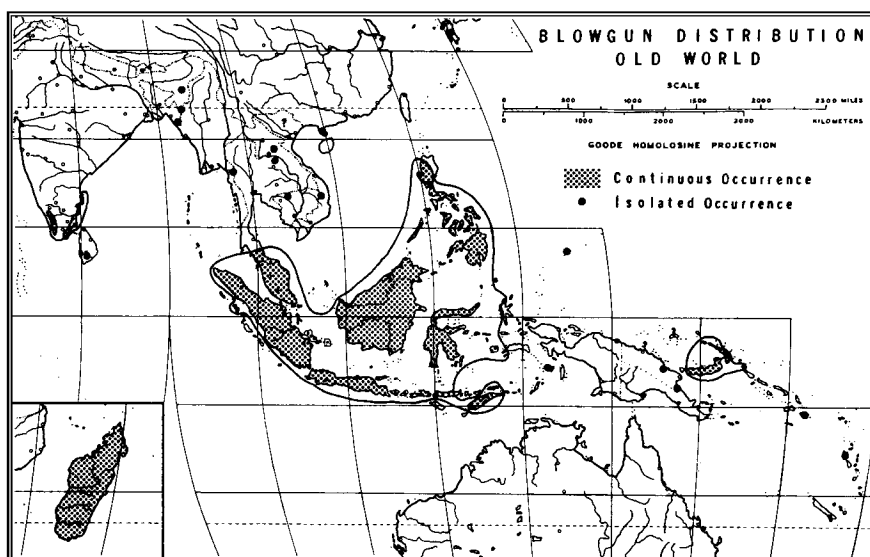 BLOWGUN DISTRIBUTION
OLD WORLD
SCALE
0 500 1000 1500 2000 2300 MILES
0 1000 2000 3000 KILOMETERS
GOODE HOMOLOSINE PROJECTION
Continuous Occurrence
Isolated Occurrence
?